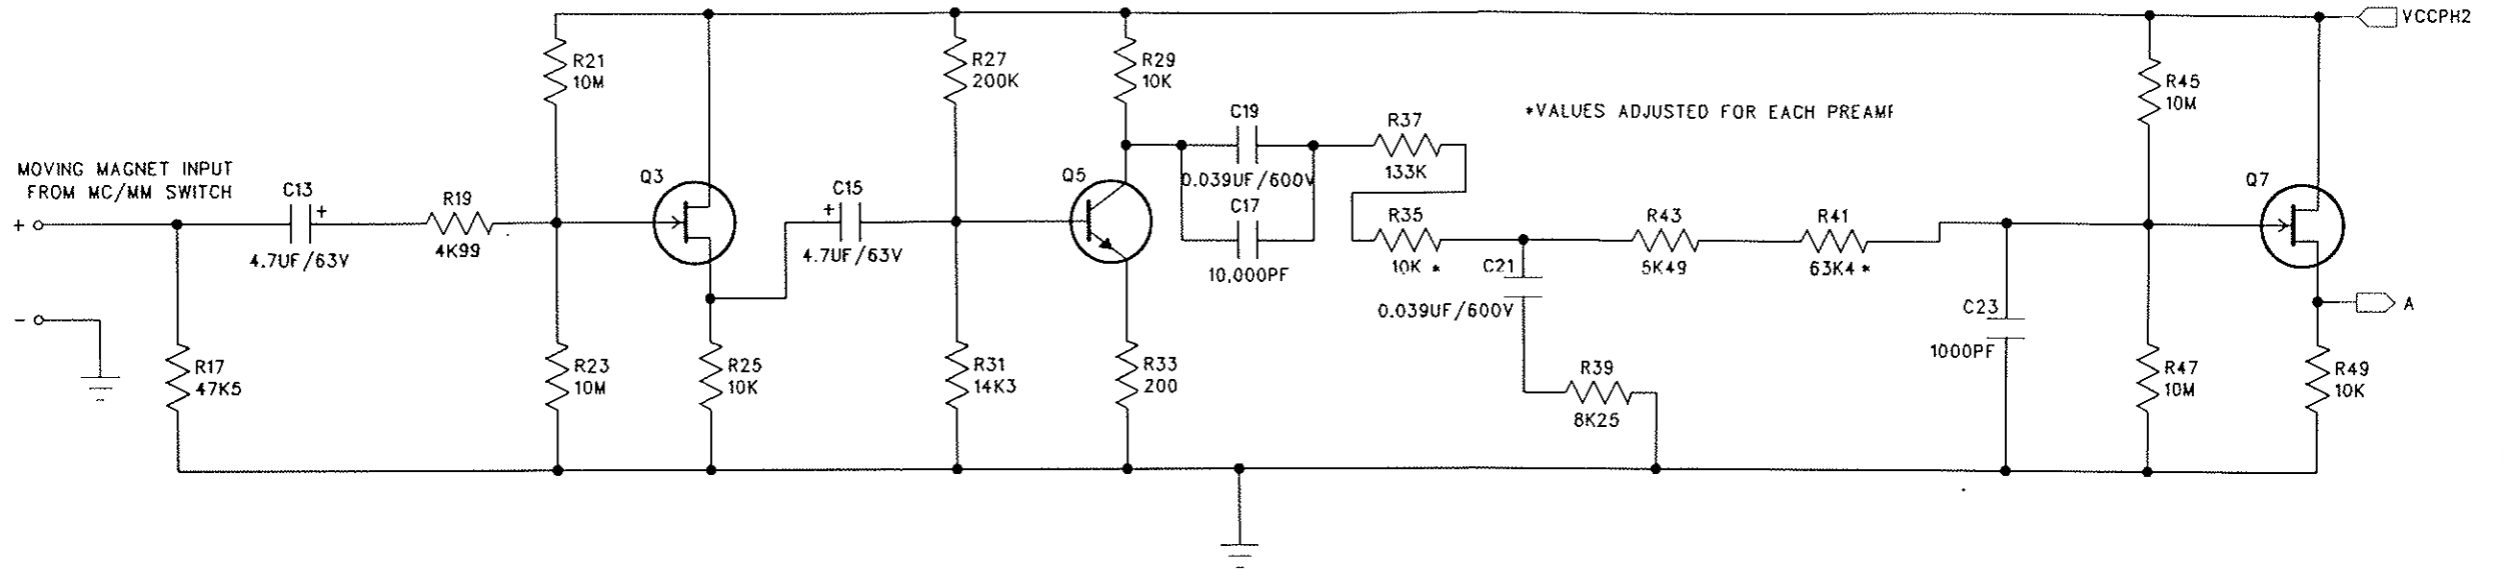 VCCPH2
R21
10M
R27
200K
R29
10K
R45
10M
C19
0.039UF/600V
R37
133K
*VALUES ADJUSTED FOR EACH PREAMP
MOVING MAGNET INPUT
FROM MC/MM SWITCH
+
C13
+
4.7UF/63V
R19
4K99
Q3
C15
+
4.7UF/63V
Q5
C17
10,000PF
R35
10K *
R43
5K49
R41
63K4 *
Q7
C21
0.039UF/600V
A
-
C23
1000PF
R17
47K5
R23
10M
R25
10K
R31
14K3
R33
200
R39
8K25
R47
10M
R49
10K